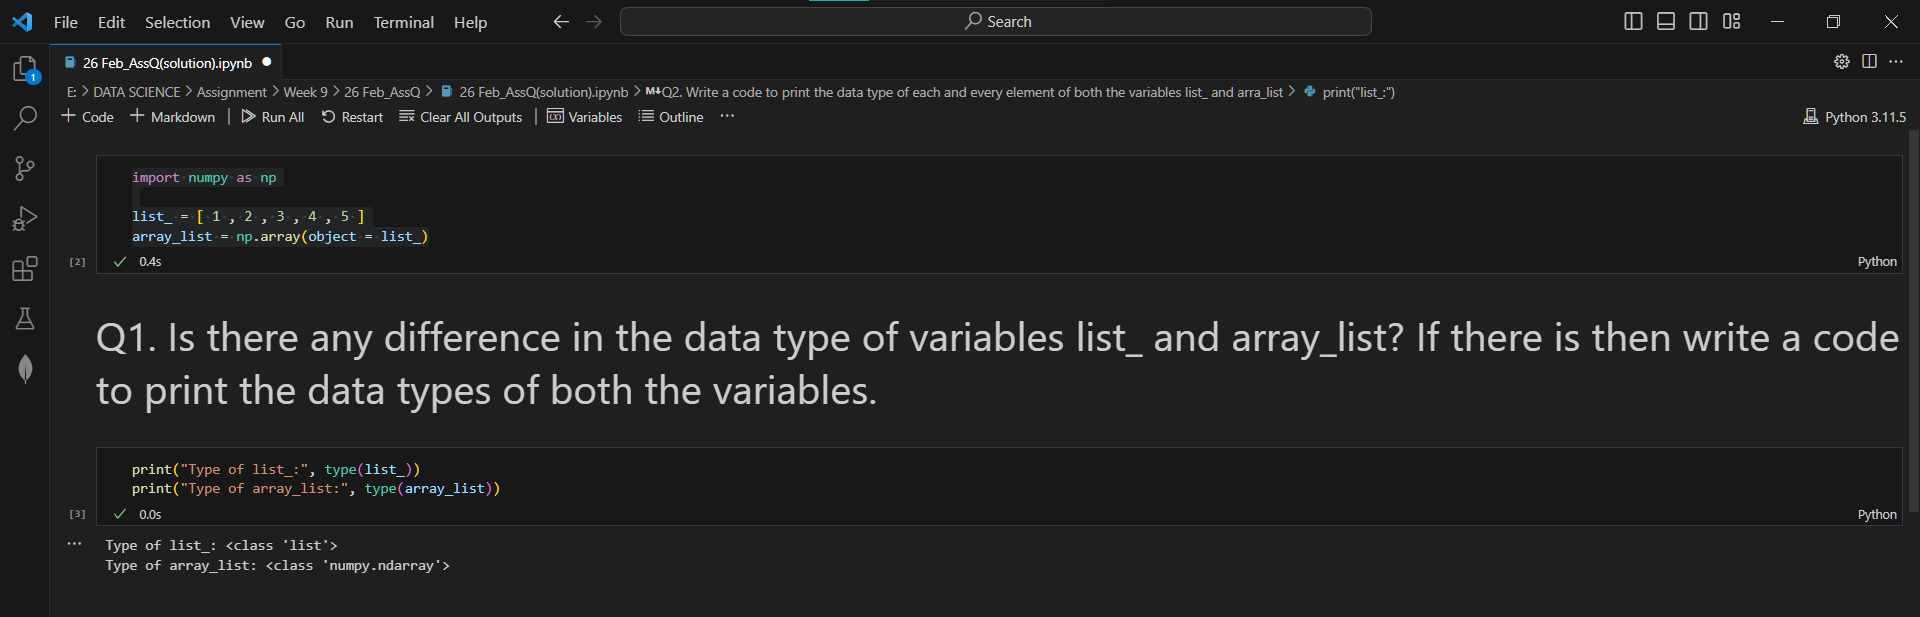 File Edit Selection View Go Run Terminal Help
Search
1
26 Feb_AssQ(solution).ipynb
E: > DATA SCIENCE > Assignment > Week 9 > 26 Feb_AssQ > 26 Feb_AssQ(solution).ipynb > M↓Q2. Write a code to print the data type of each and every element of both the variables list_ and arra_list > print("list_:")
+ Code + Markdown | Run All Restart Clear All Outputs | Variables Outline ...
Python 3.11.5
import numpy as np
list_ = [ 1 , 2 , 3 , 4 , 5 ]
array_list = np.array(object = list_)
[2] ✓ 0.4s
Python
Q1. Is there any difference in the data type of variables list_ and array_list? If there is then write a code
to print the data types of both the variables.
print("Type of list_:", type(list_))
print("Type of array_list:", type(array_list))
[3] ✓ 0.0s
Python
... Type of list_: <class 'list'>
Type of array_list: <class 'numpy.ndarray'>